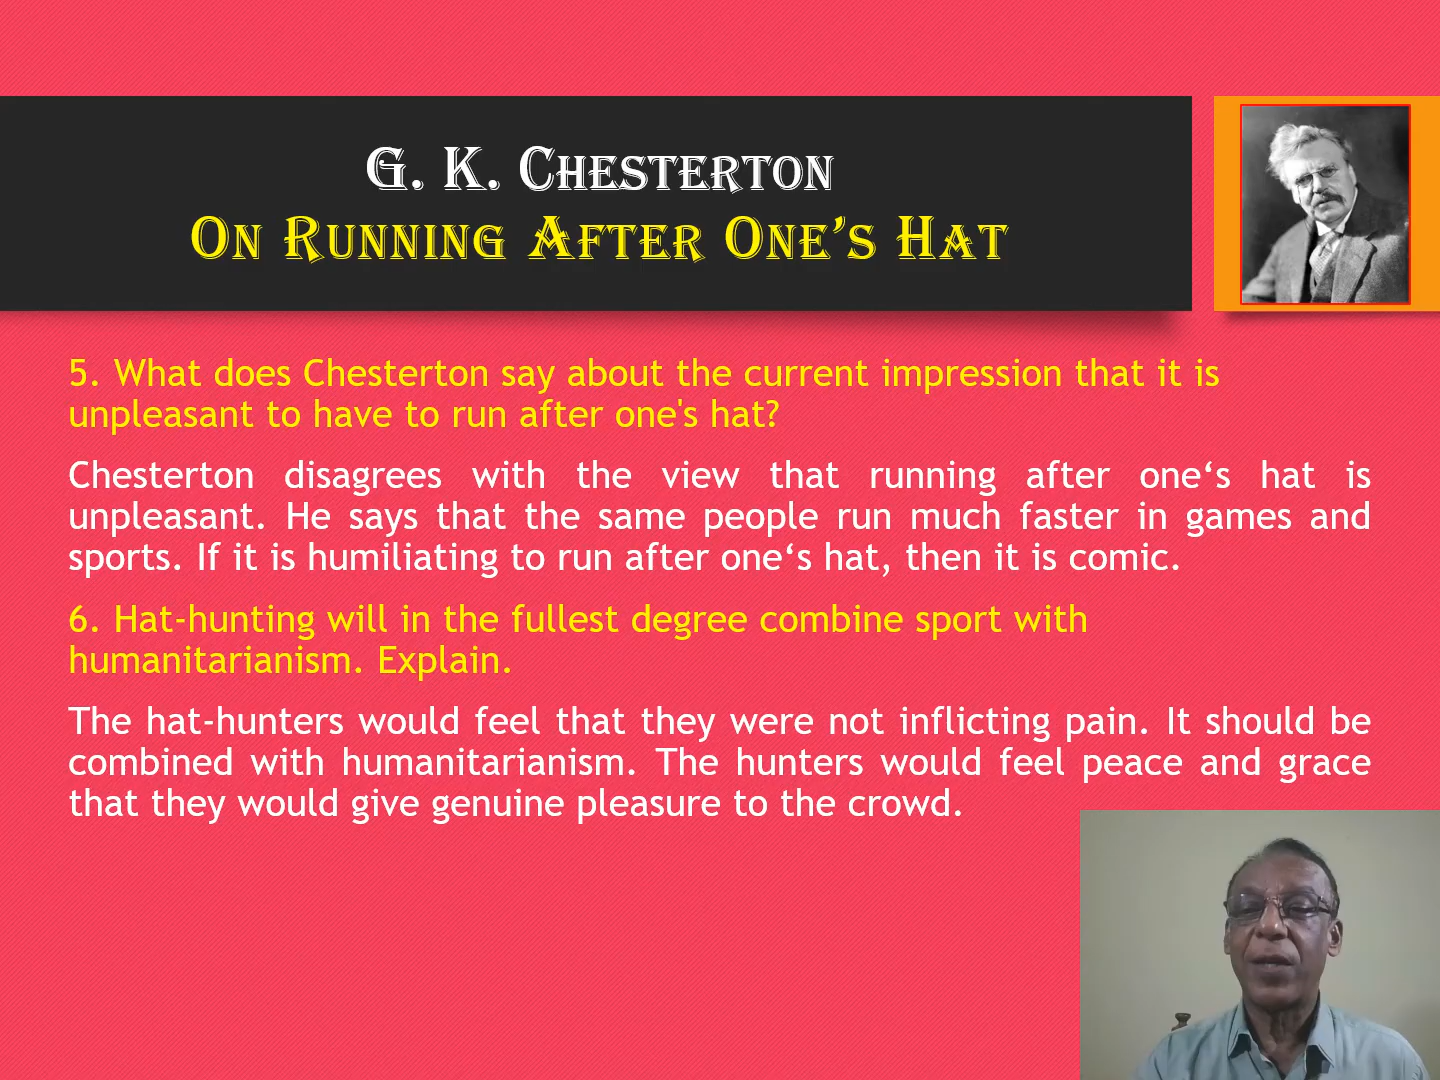 G. K. Chesterton
On Running After One’s Hat
5. What does Chesterton say about the current impression that it is
unpleasant to have to run after one's hat?
Chesterton disagrees with the view that running after one‘s hat is
unpleasant. He says that the same people run much faster in games and
sports. If it is humiliating to run after one‘s hat, then it is comic.
6. Hat-hunting will in the fullest degree combine sport with
humanitarianism. Explain.
The hat-hunters would feel that they were not inflicting pain. It should be
combined with humanitarianism. The hunters would feel peace and grace
that they would give genuine pleasure to the crowd.